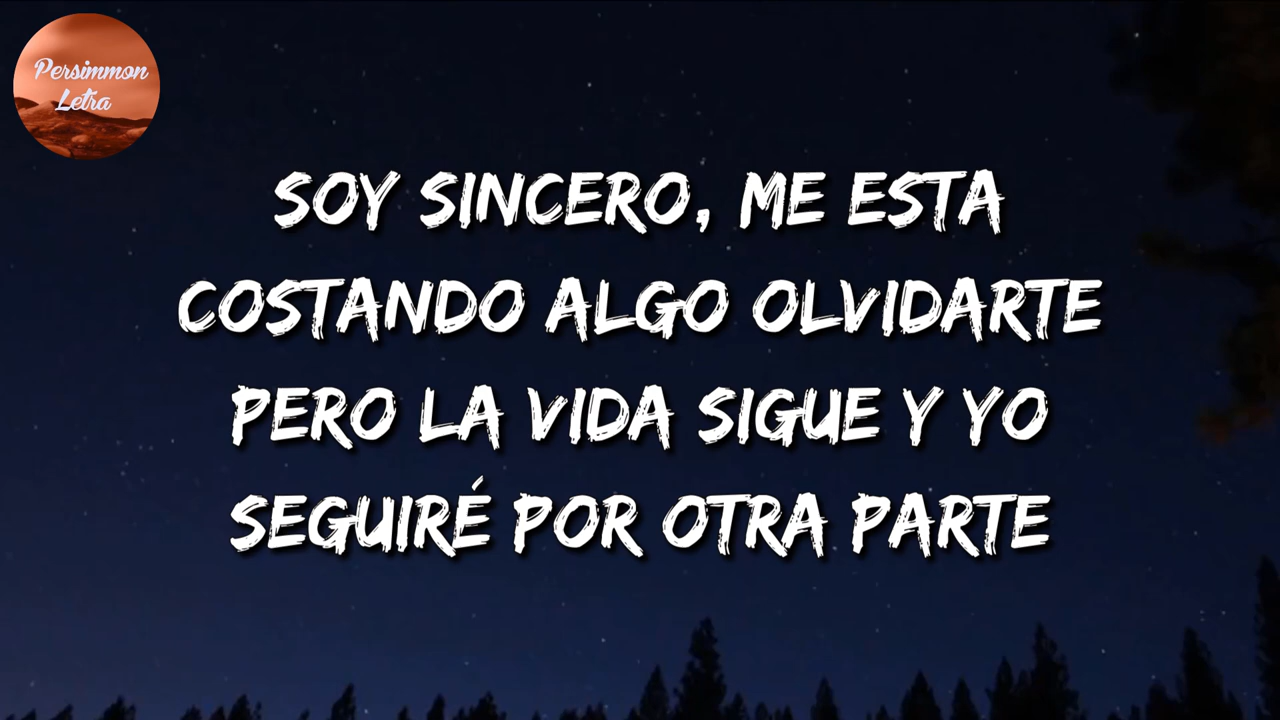 Persimmon
Letra
SOY SINCERO, ME ESTA
COSTANDO ALGO OLVIDARTE
PERO LA VIDA SIGUE Y YO
SEGUIRÉ POR OTRA PARTE